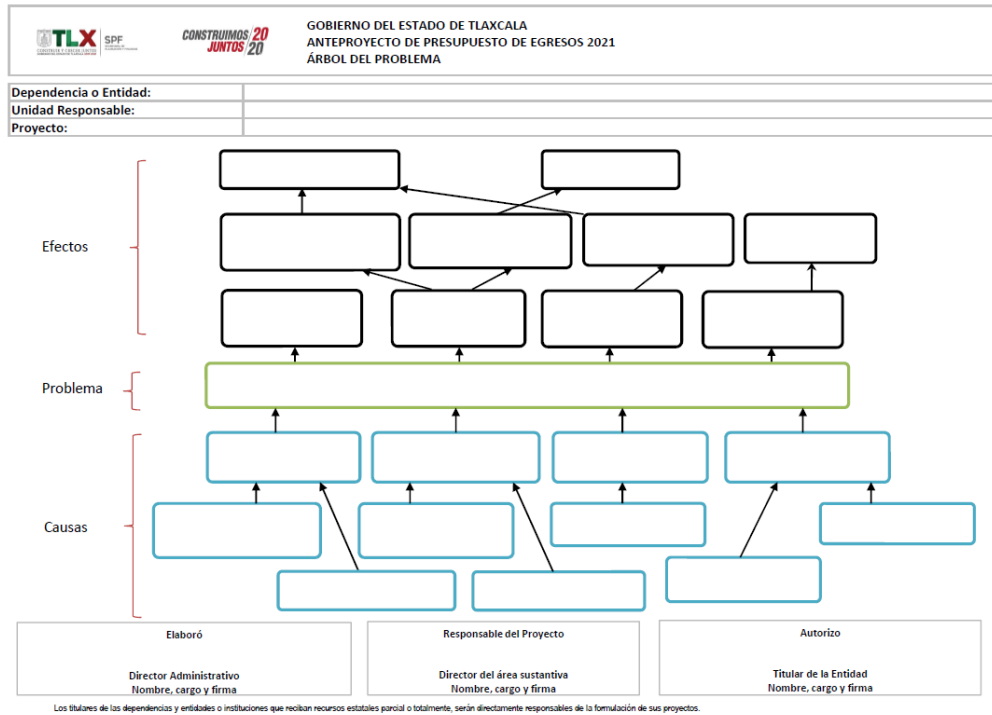 TLX SPF
CONSTRUIMOS 20
JUNTOS 20
GOBIERNO DEL ESTADO DE TLAXCALA
ANTEPROYECTO DE PRESUPUESTO DE EGRESOS 2021
ÁRBOL DEL PROBLEMA
Dependencia o Entidad:
Unidad Responsable:
Proyecto:
Efectos
Problema
Causas
Elaboró
Director Administrativo
Nombre, cargo y firma
Responsable del Proyecto
Director del área sustantiva
Nombre, cargo y firma
Autorizo
Titular de la Entidad
Nombre, cargo y firma
Los titulares de las dependencias y entidades o instituciones que reciban recursos estatales parcial o totalmente, serán directamente responsables de la formulación de sus proyectos.